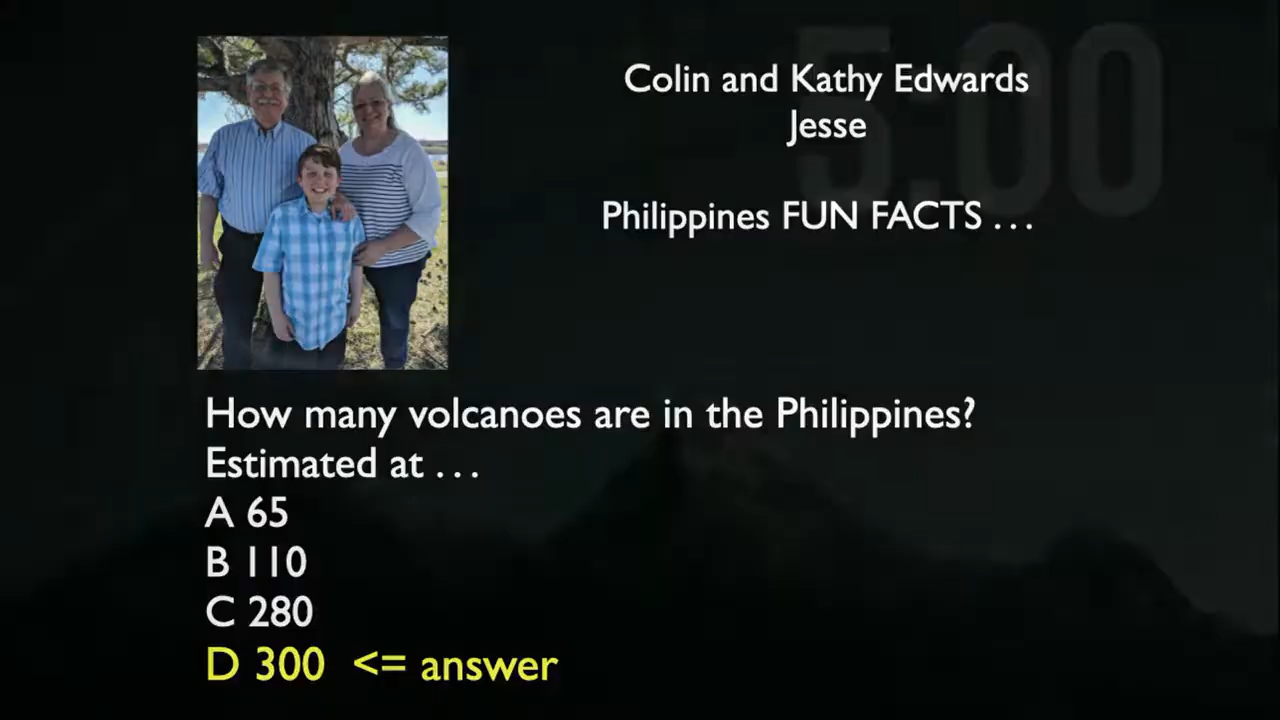 5:00
Colin and Kathy Edwards
Jesse
Philippines FUN FACTS . . .
How many volcanoes are in the Philippines?
Estimated at . . .
A 65
B 110
C 280
D 300 <= answer